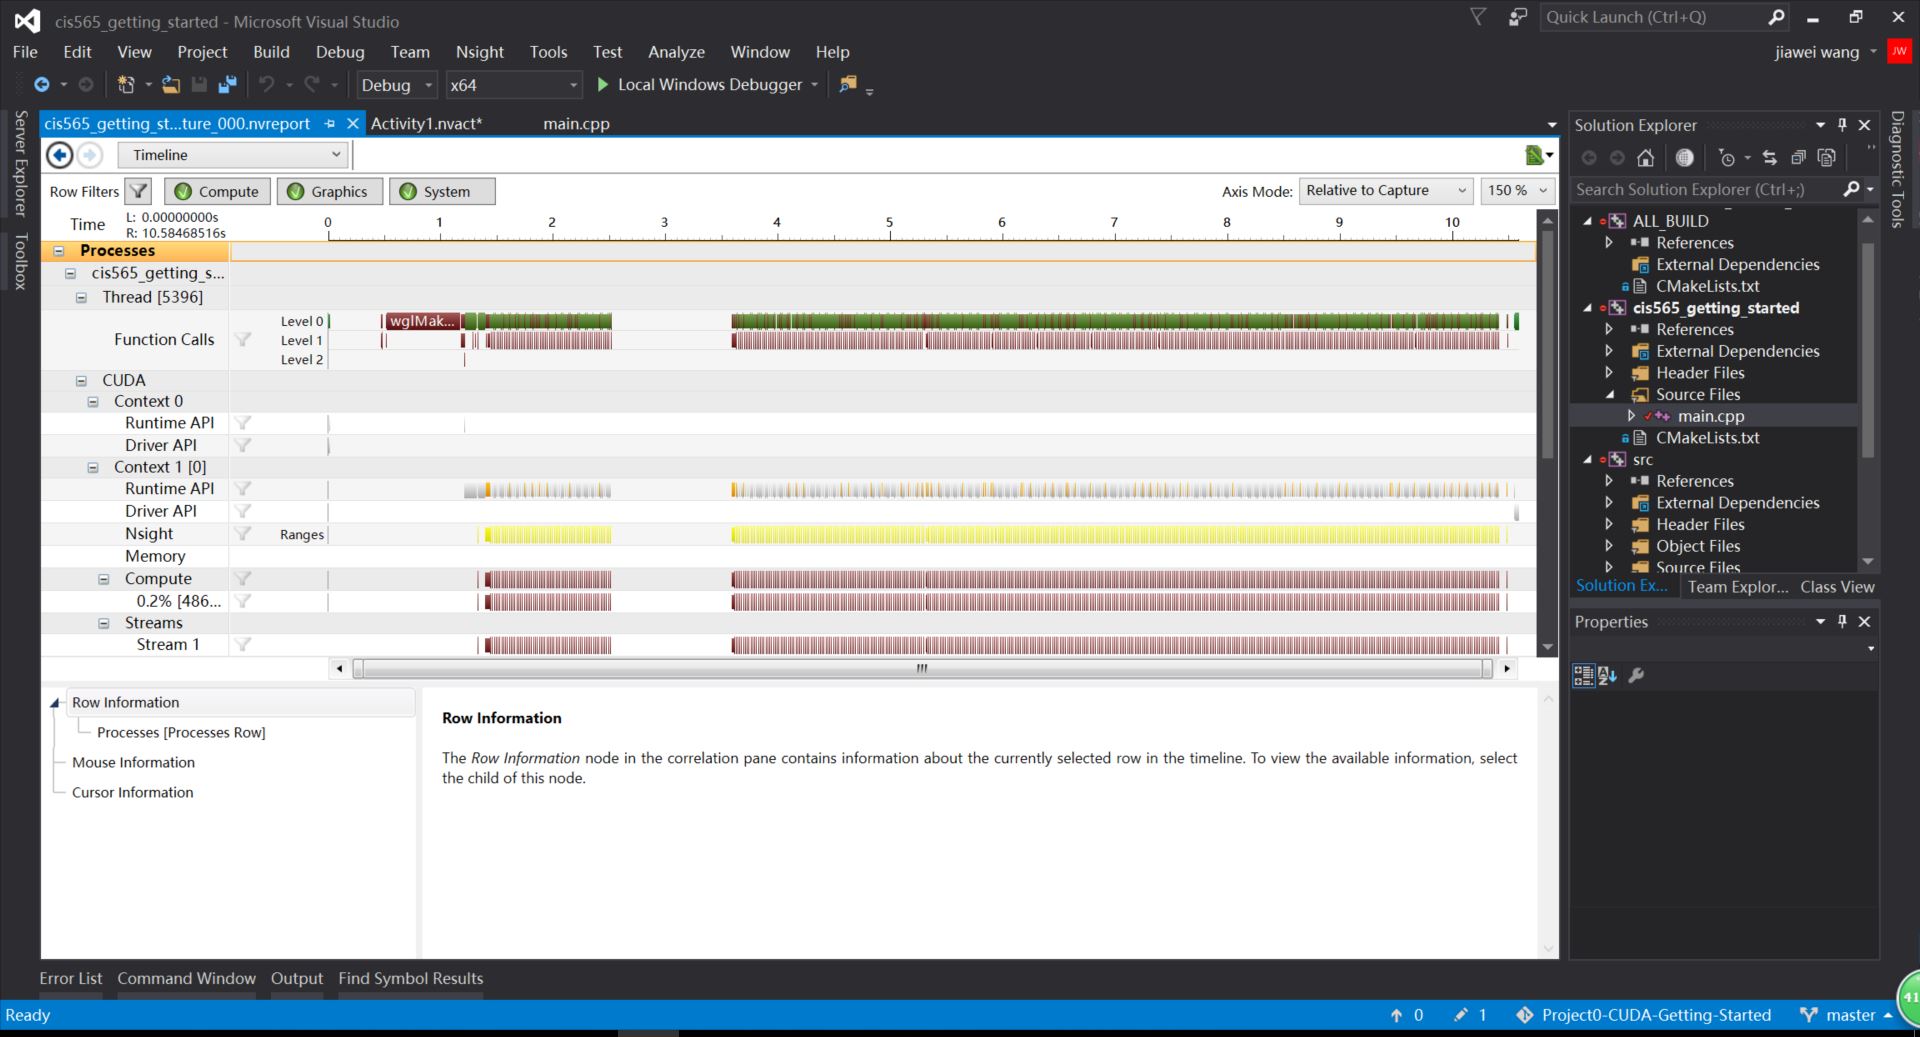 cis565_getting_started - Microsoft Visual Studio
Quick Launch (Ctrl+Q)
File Edit View Project Build Debug Team Nsight Tools Test Analyze Window Help
jiawei wang JW
Debug x64 Local Windows Debugger
Server Explorer
Toolbox
cis565_getting_st...ture_000.nvreport Activity1.nvact* main.cpp
Timeline
Row Filters Compute Graphics System
Axis Mode: Relative to Capture 150 %
Time L: 0.00000000s
R: 10.58468516s
0 1 2 3 4 5 6 7 8 9 10
Processes
cis565_getting_s...
Thread [5396]
Function Calls
Level 0 wglMak...
Level 1
Level 2
CUDA
Context 0
Runtime API
Driver API
Context 1 [0]
Runtime API
Driver API
Nsight Ranges
Memory
Compute
0.2% [486...
Streams
Stream 1
Row Information
Processes [Processes Row]
Mouse Information
Cursor Information
Row Information
The Row Information node in the correlation pane contains information about the currently selected row in the timeline. To view the available information, select
the child of this node.
Solution Explorer
Search Solution Explorer (Ctrl+;)
ALL_BUILD
References
External Dependencies
CMakeLists.txt
cis565_getting_started
References
External Dependencies
Header Files
Source Files
main.cpp
CMakeLists.txt
src
References
External Dependencies
Header Files
Object Files
Source Files
Solution Ex... Team Explor... Class View
Properties
Diagnostic Tools
Error List Command Window Output Find Symbol Results
Ready
0 1 Project0-CUDA-Getting-Started master
41